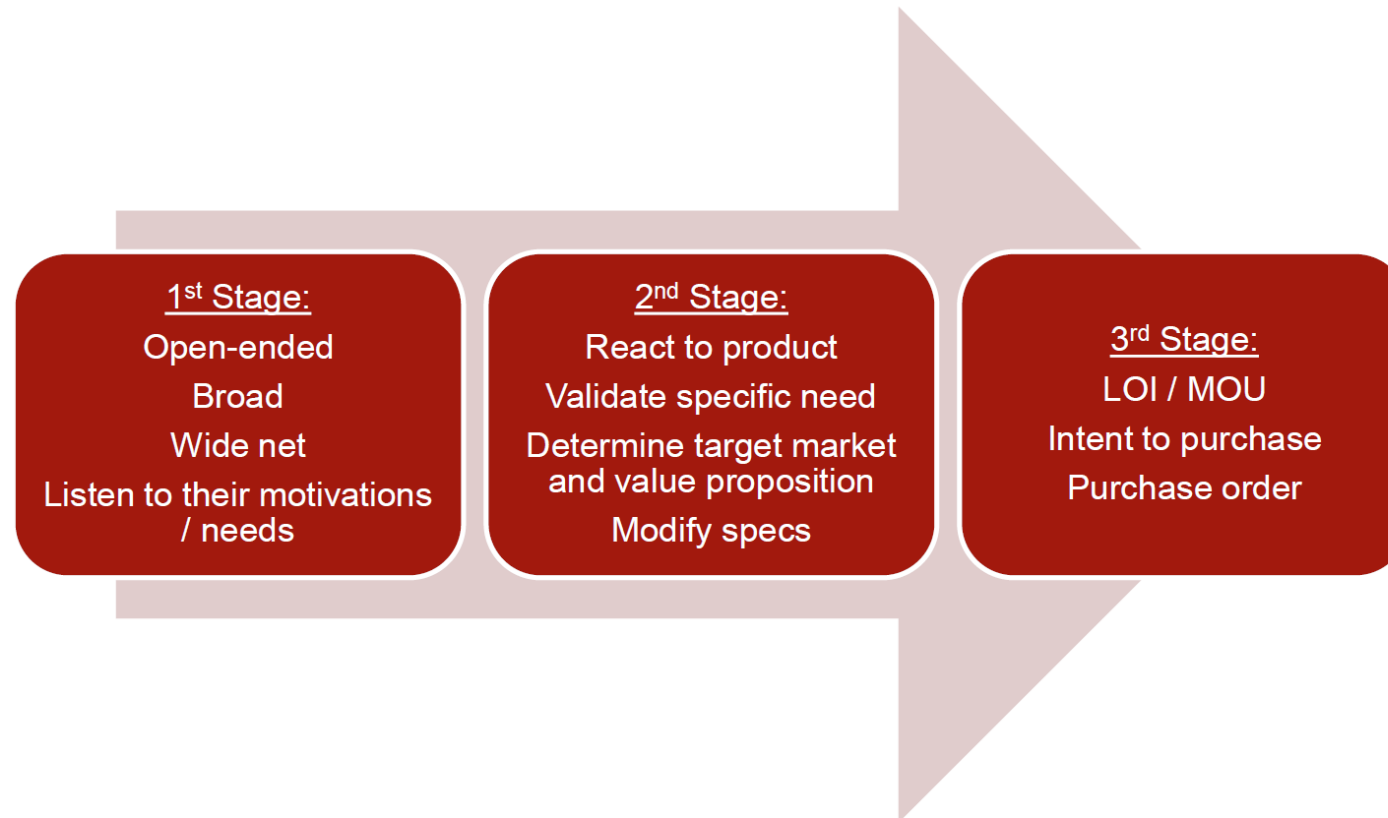 1st Stage:
Open-ended
Broad
Wide net
Listen to their motivations
/ needs
2nd Stage:
React to product
Validate specific need
Determine target market
and value proposition
Modify specs
3rd Stage:
LOI / MOU
Intent to purchase
Purchase order